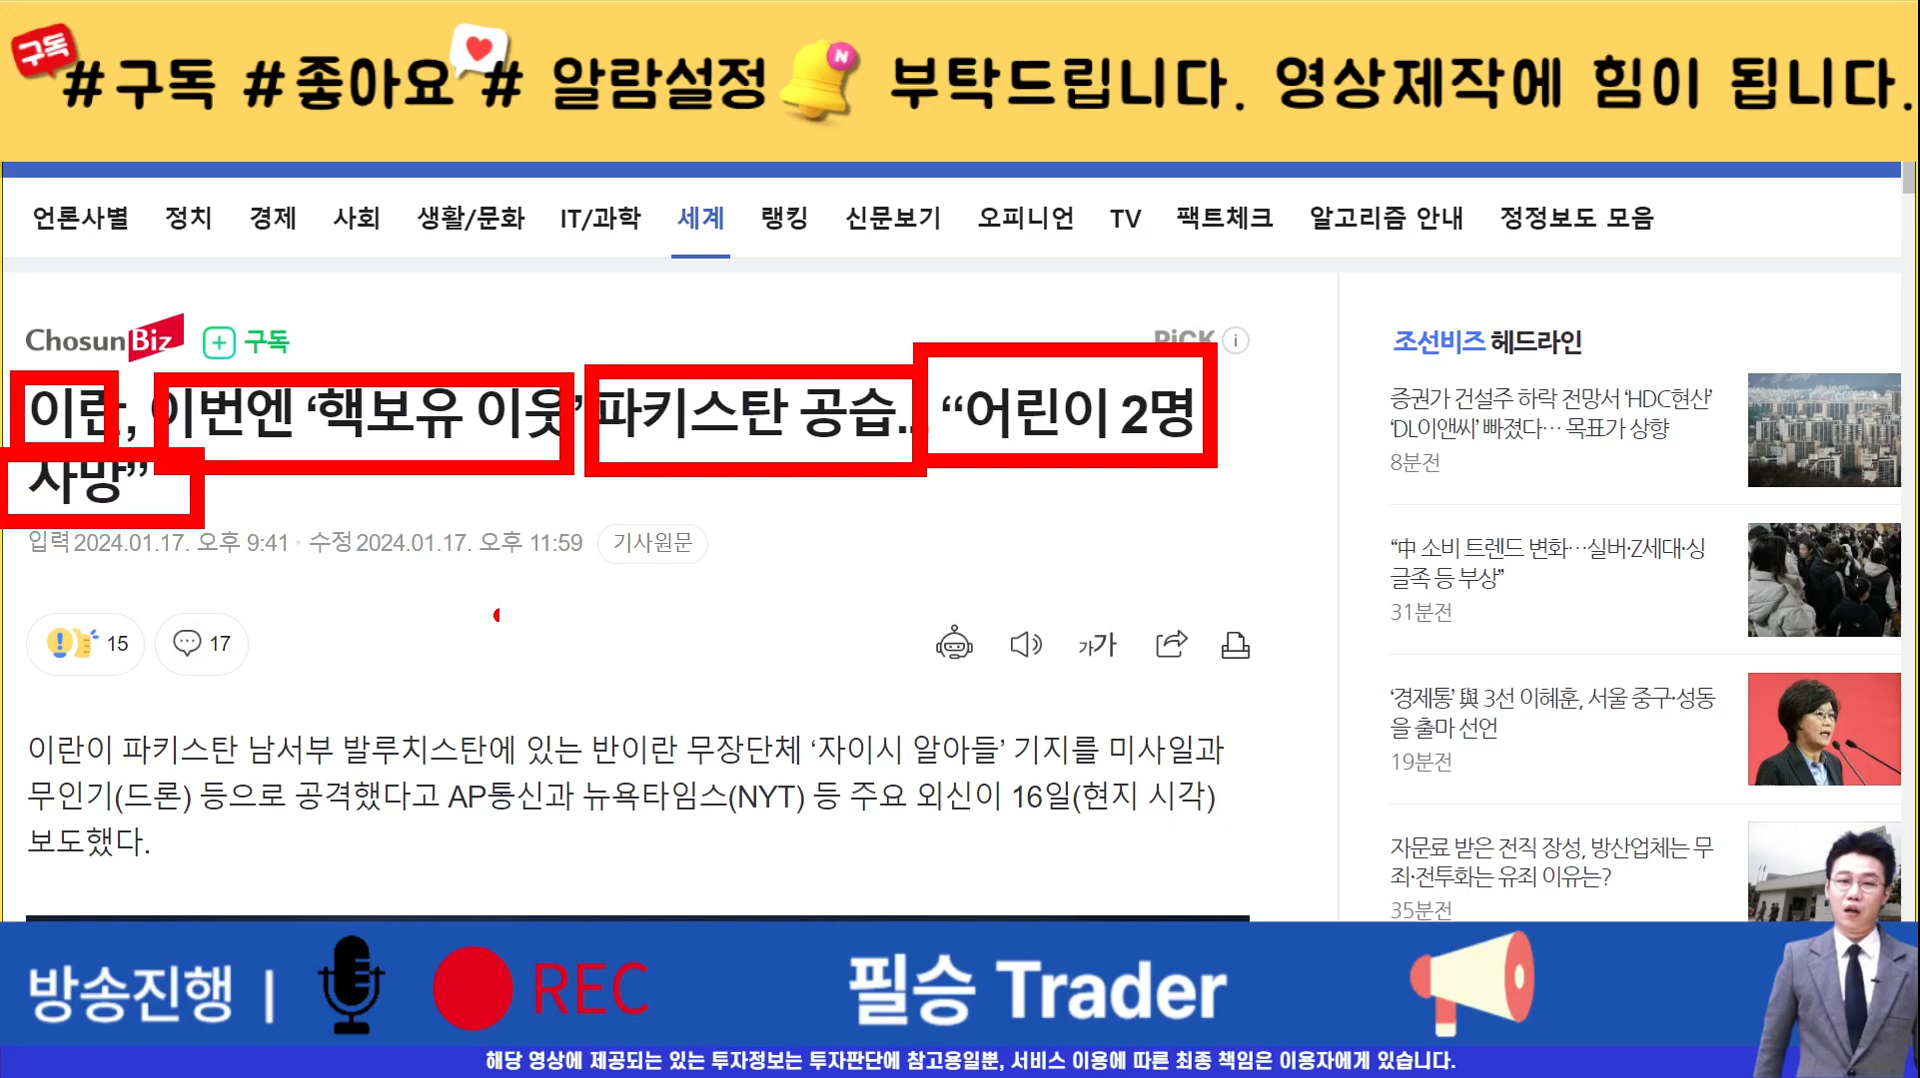 구독
#구독 #좋아요 # 알람설정 N 부탁드립니다. 영상제작에 힘이 됩니다.
언론사별 정치 경제 사회 생활/문화 IT/과학 세계 랭킹 신문보기 오피니언 TV 팩트체크 알고리즘 안내 정정보도 모음
ChosunBiz + 구독
PiCK i
이란, 이번엔 ‘핵보유 이웃’ 파키스탄 공습.. “어린이 2명
사망”
입력 2024.01.17. 오후 9:41 · 수정 2024.01.17. 오후 11:59 기사원문
15 17 가가
이란이 파키스탄 남서부 발루치스탄에 있는 반이란 무장단체 ‘자이시 알아들’ 기지를 미사일과
무인기(드론) 등으로 공격했다고 AP통신과 뉴욕타임스(NYT) 등 주요 외신이 16일(현지 시각)
보도했다.
조선비즈 헤드라인
증권가 건설주 하락 전망서 ‘HDC현산’
‘DL이앤씨’ 빠졌다… 목표가 상향
8분전
“中 소비 트렌드 변화…실버·Z세대·싱
글족 등 부상”
31분전
‘경제통’ 與 3선 이혜훈, 서울 중구·성동
을 출마 선언
19분전
자문료 받은 전직 장성, 방산업체는 무
죄·전투화는 유죄 이유는?
35분전
방송진행 | REC 필승 Trader
해당 영상에 제공되는 있는 투자정보는 투자판단에 참고용일뿐, 서비스 이용에 따른 최종 책임은 이용자에게 있습니다.